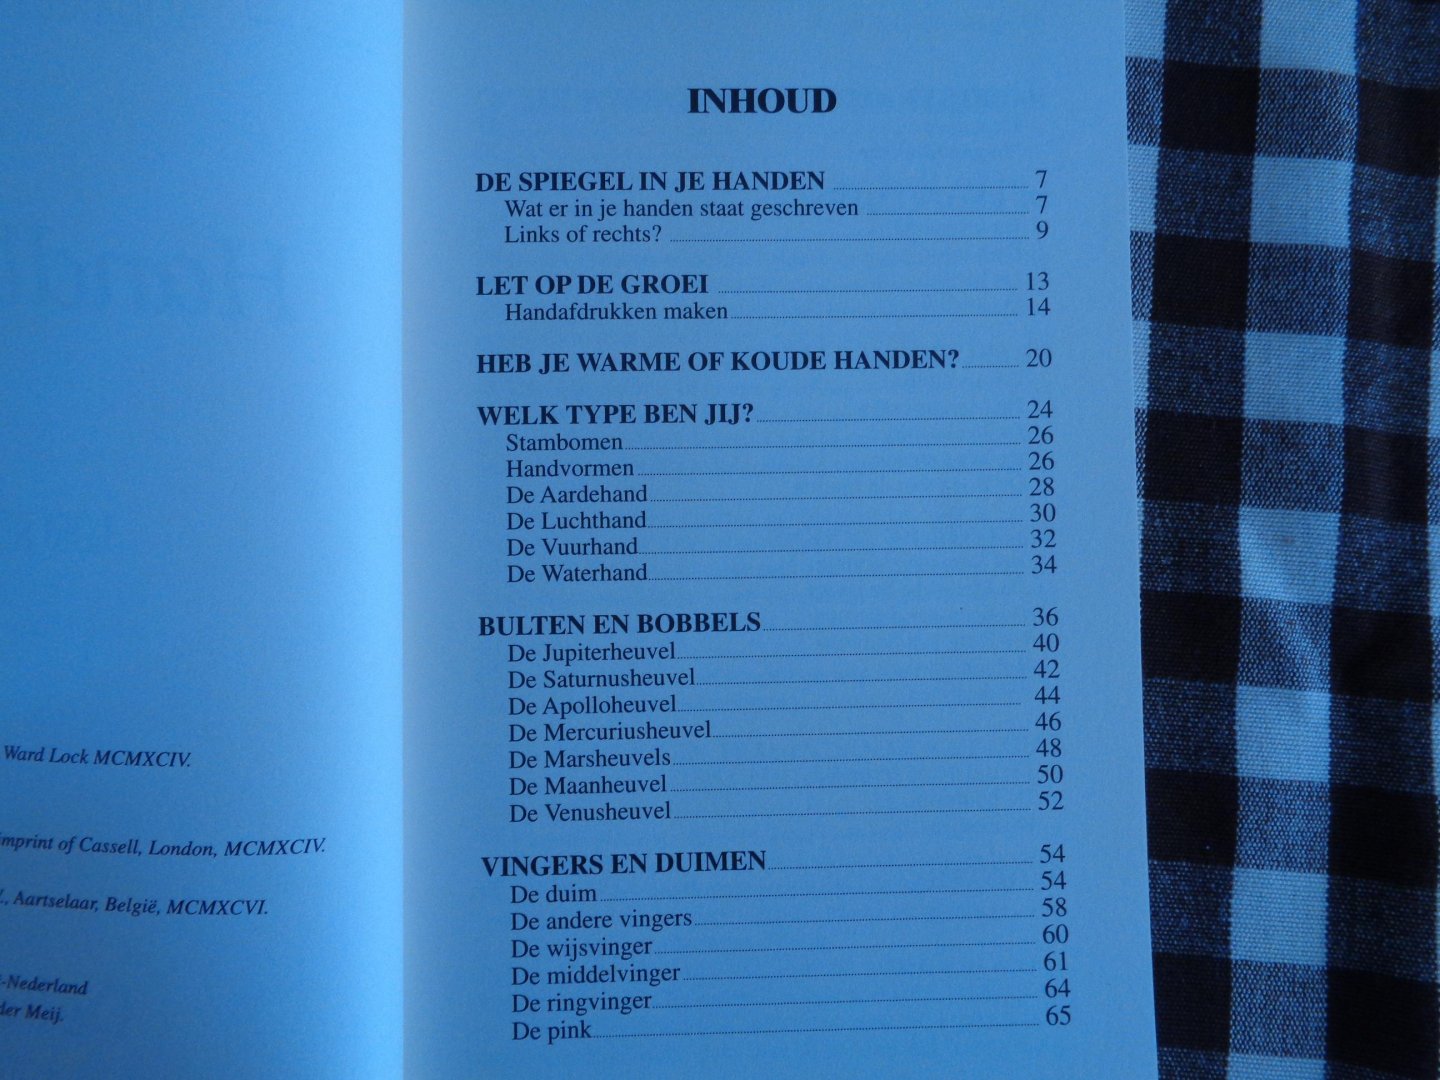 Ward Lock MCMXCIV.
imprint of Cassell, London, MCMXCIV.
Aartselaar, België, MCMXCVI.
-Nederland
der Meij.
INHOUD
DE SPIEGEL IN JE HANDEN 7
Wat er in je handen staat geschreven 7
Links of rechts? 9
LET OP DE GROEI 13
Handafdrukken maken 14
HEB JE WARME OF KOUDE HANDEN? 20
WELK TYPE BEN JIJ? 24
Stambomen 26
Handvormen 26
De Aardehand 28
De Luchthand 30
De Vuurhand 32
De Waterhand 34
BULTEN EN BOBBELS 36
De Jupiterheuvel 40
De Saturnusheuvel 42
De Apolloheuvel 44
De Mercuriusheuvel 46
De Marsheuvels 48
De Maanheuvel 50
De Venusheuvel 52
VINGERS EN DUIMEN 54
De duim 54
De andere vingers 58
De wijsvinger 60
De middelvinger 61
De ringvinger 64
De pink 65